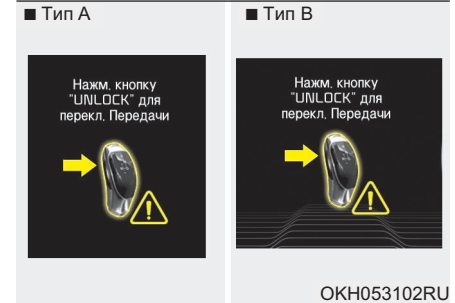 ■ Тип A
■ Тип B
Нажм. кнопку
"UNLOCK" для
перекл. Передачи
Нажм. кнопку
"UNLOCK" для
перекл. Передачи
OKH053102RU